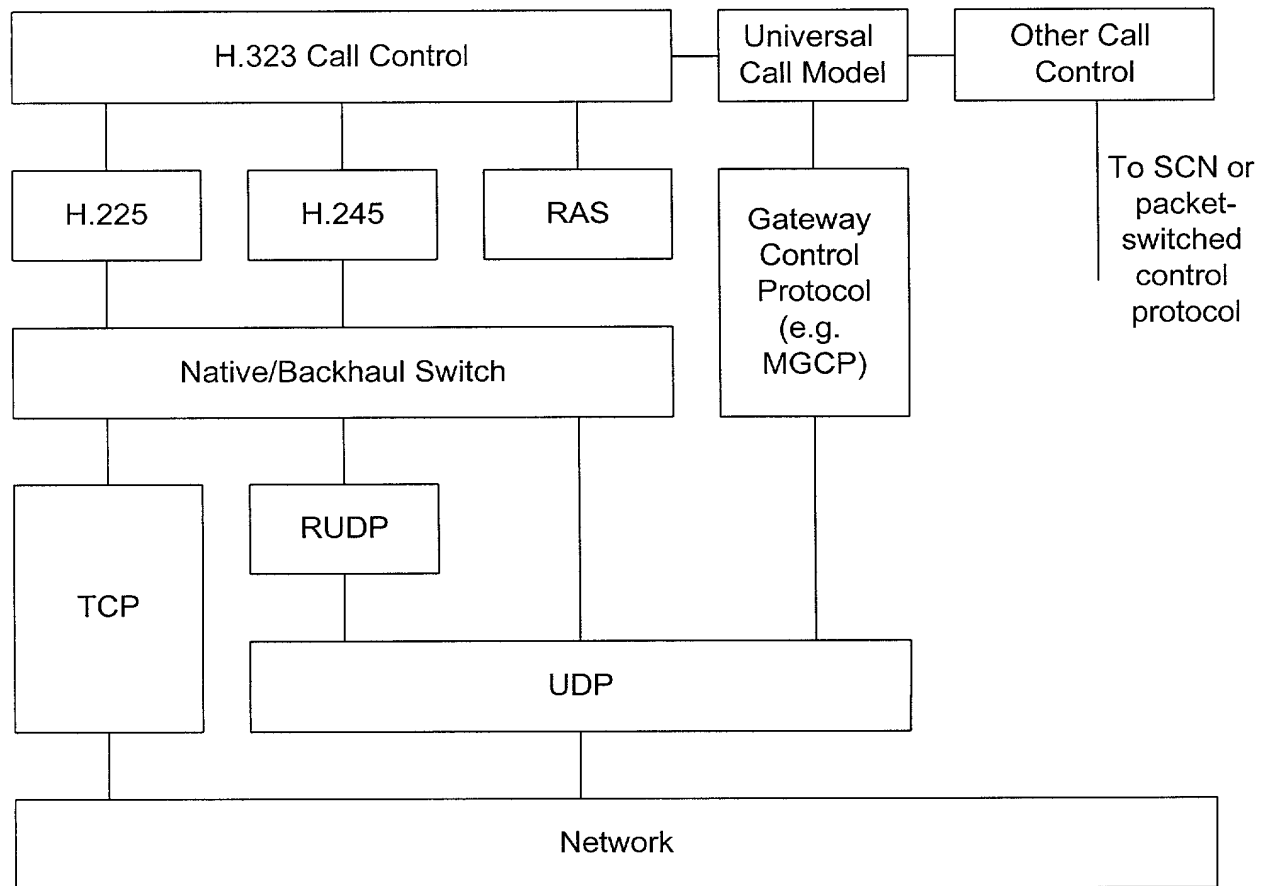 H.323 Call Control
Universal
Call Model
Other Call
Control
H.225
H.245
RAS
Gateway
Control
Protocol
(e.g.
MGCP)
To SCN or
packet-
switched
control
protocol
Native/Backhaul Switch
TCP
RUDP
UDP
Network